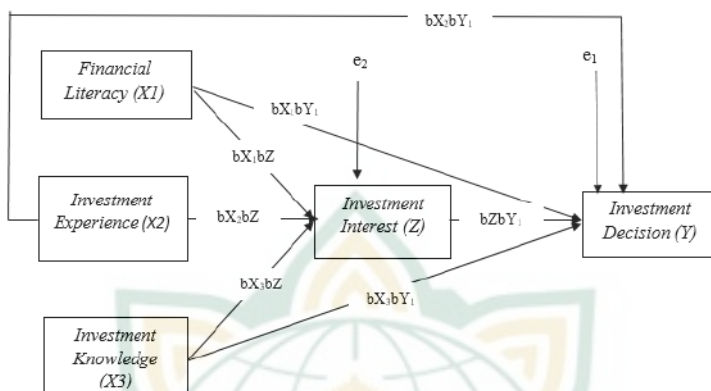 bX₂bY₁
Financial
Literacy (X1)
e₂
e₁
bX₁bY₁
bX₁bZ
Investment
Experience (X2)
bX₂bZ
Investment
Interest (Z)
bZbY₁
Investment
Decision (Y)
bX₃bZ
bX₃bY₁
Investment
Knowledge
(X3)